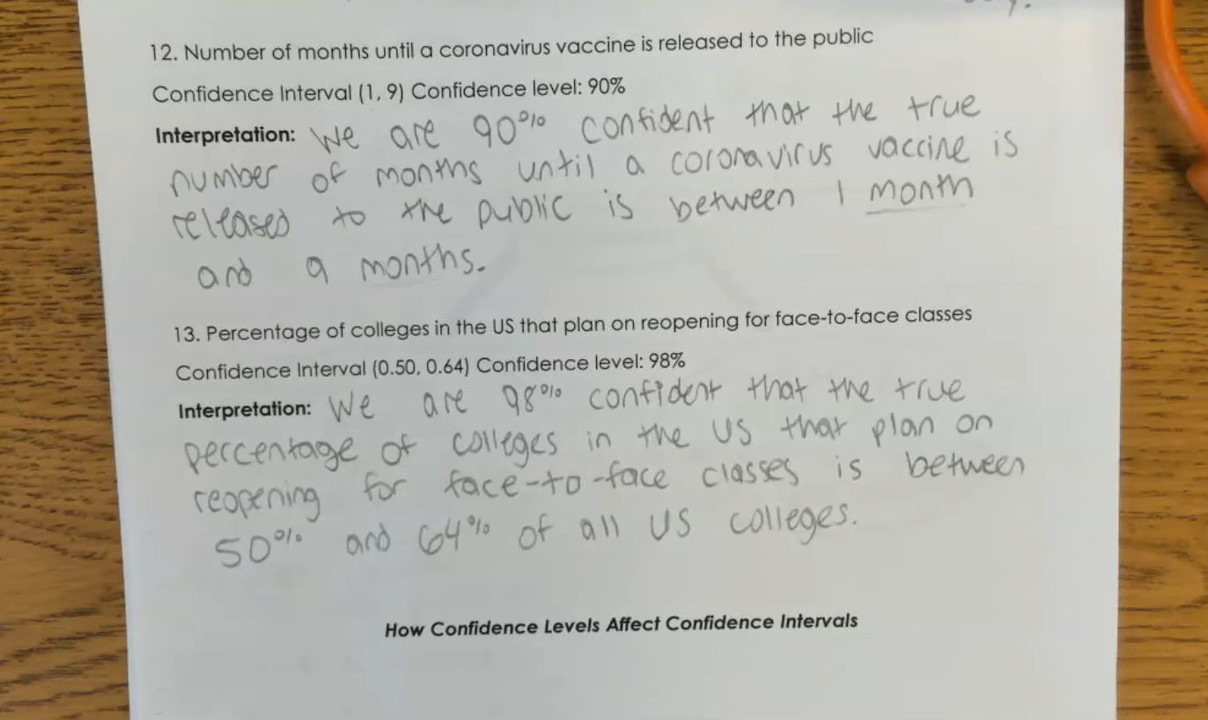 12. Number of months until a coronavirus vaccine is released to the public
Confidence Interval (1, 9) Confidence level: 90%
Interpretation: We are 90% confident that the true
number of months until a coronavirus vaccine is
released to the public is between 1 month
and 9 months.
13. Percentage of colleges in the US that plan on reopening for face-to-face classes
Confidence Interval (0.50, 0.64) Confidence level: 98%
Interpretation: We are 98% confident that the true
percentage of colleges in the US that plan on
reopening for face-to-face classes is between
50% and 64% of all US colleges.
How Confidence Levels Affect Confidence Intervals